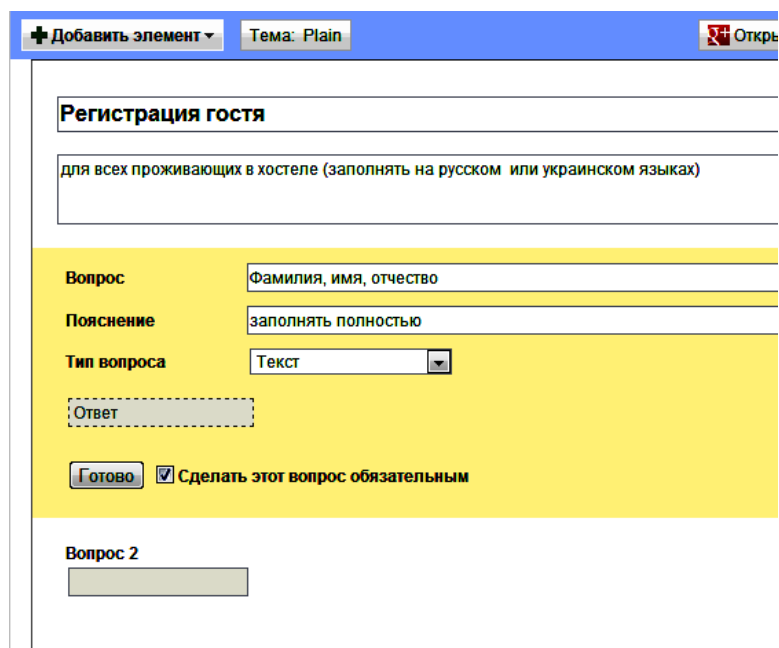 Добавить элемент
Тема: Plain
Откры
Регистрация гостя
для всех проживающих в хостеле (заполнять на русском или украинском языках)
Вопрос
Фамилия, имя, отчество
Пояснение
заполнять полностью
Тип вопроса
Текст
Ответ
Готово
Сделать этот вопрос обязательным
Вопрос 2